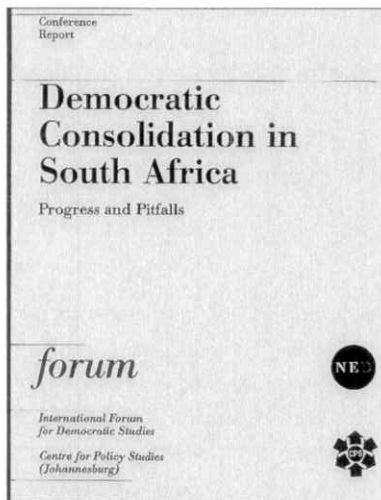 Conference
Report
Democratic
Consolidation in
South Africa
Progress and Pitfalls
forum
NED
International Forum
for Democratic Studies
Centre for Policy Studies
(Johannesburg)
CPS